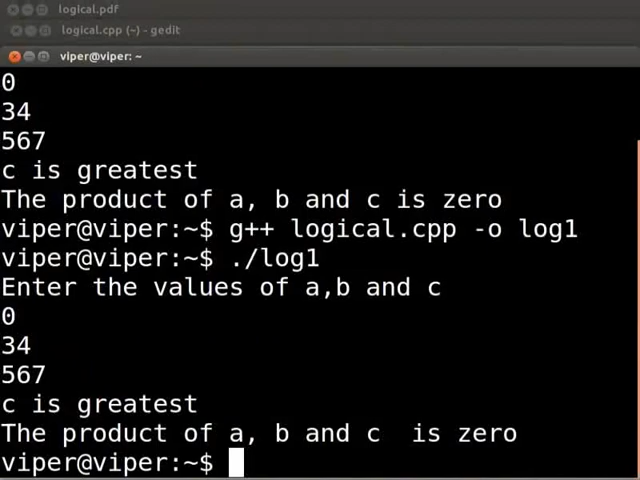 logical.pdf
logical.cpp (~) - gedit
viper@viper: ~
0
34
567
c is greatest
The product of a, b and c is zero
viper@viper:~$ g++ logical.cpp -o log1
viper@viper:~$ ./log1
Enter the values of a,b and c
0
34
567
c is greatest
The product of a, b and c  is zero
viper@viper:~$